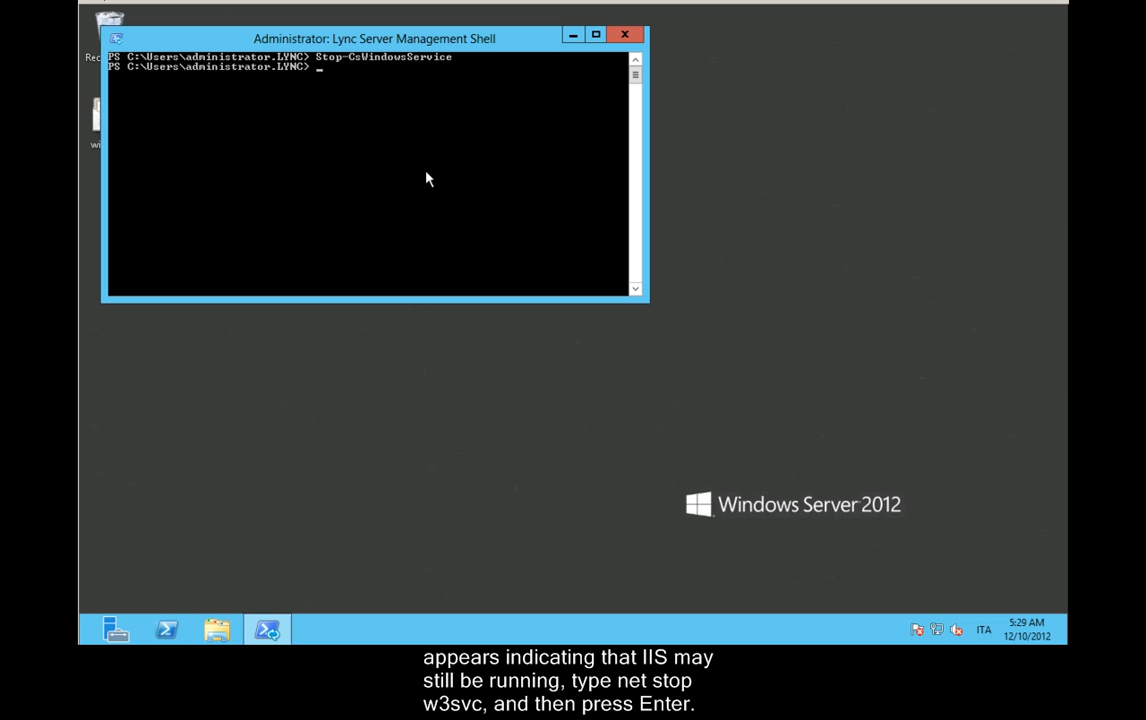 Administrator: Lync Server Management Shell
Rec
PS C:\Users\administrator.LYNC> Stop-CsWindowsService
PS C:\Users\administrator.LYNC> _
wi
Windows Server 2012
ITA
5:29 AM
12/10/2012
appears indicating that IIS may
still be running, type net stop
w3svc, and then press Enter.